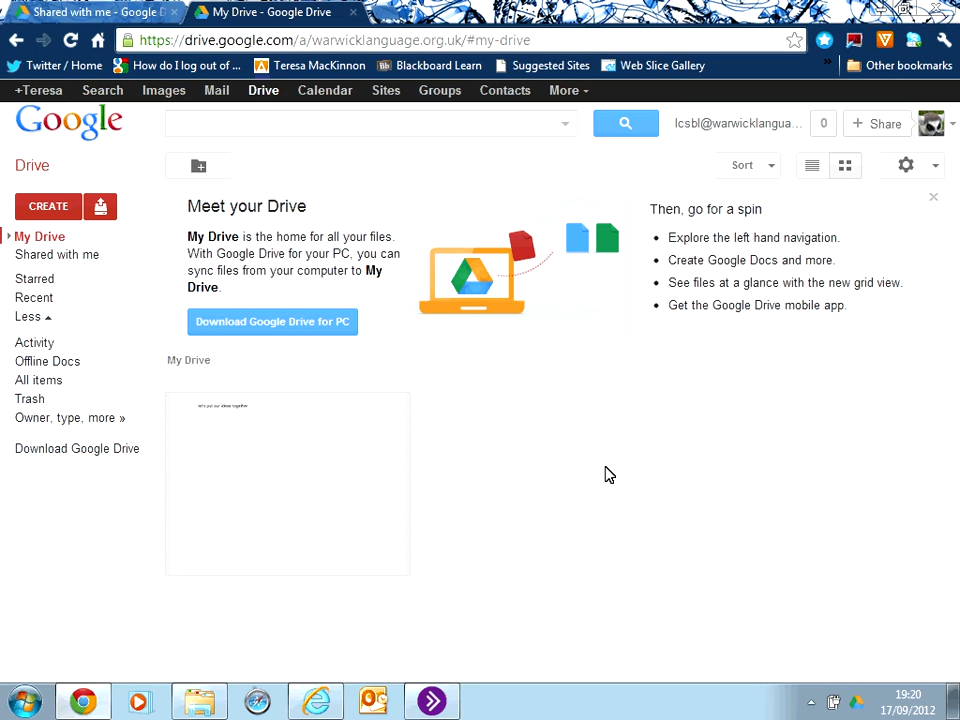 Shared with me - Google D
My Drive - Google Drive
https://drive.google.com/a/warwicklanguage.org.uk/#my-drive
Twitter / Home
How do I log out of ...
Teresa MacKinnon
Blackboard Learn
Suggested Sites
Web Slice Gallery
»
Other bookmarks
+Teresa Search Images Mail Drive Calendar Sites Groups Contacts More
Google
lcsbl@warwicklangua...
0
+ Share
Drive
Sort
CREATE
My Drive
Shared with me
Starred
Recent
Less
Activity
Offline Docs
All items
Trash
Owner, type, more »
Download Google Drive
Meet your Drive
My Drive is the home for all your files.
With Google Drive for your PC, you can
sync files from your computer to My
Drive.
Download Google Drive for PC
Then, go for a spin
• Explore the left hand navigation.
• Create Google Docs and more.
• See files at a glance with the new grid view.
• Get the Google Drive mobile app.
My Drive
let's put our ideas together
19:20
17/09/2012